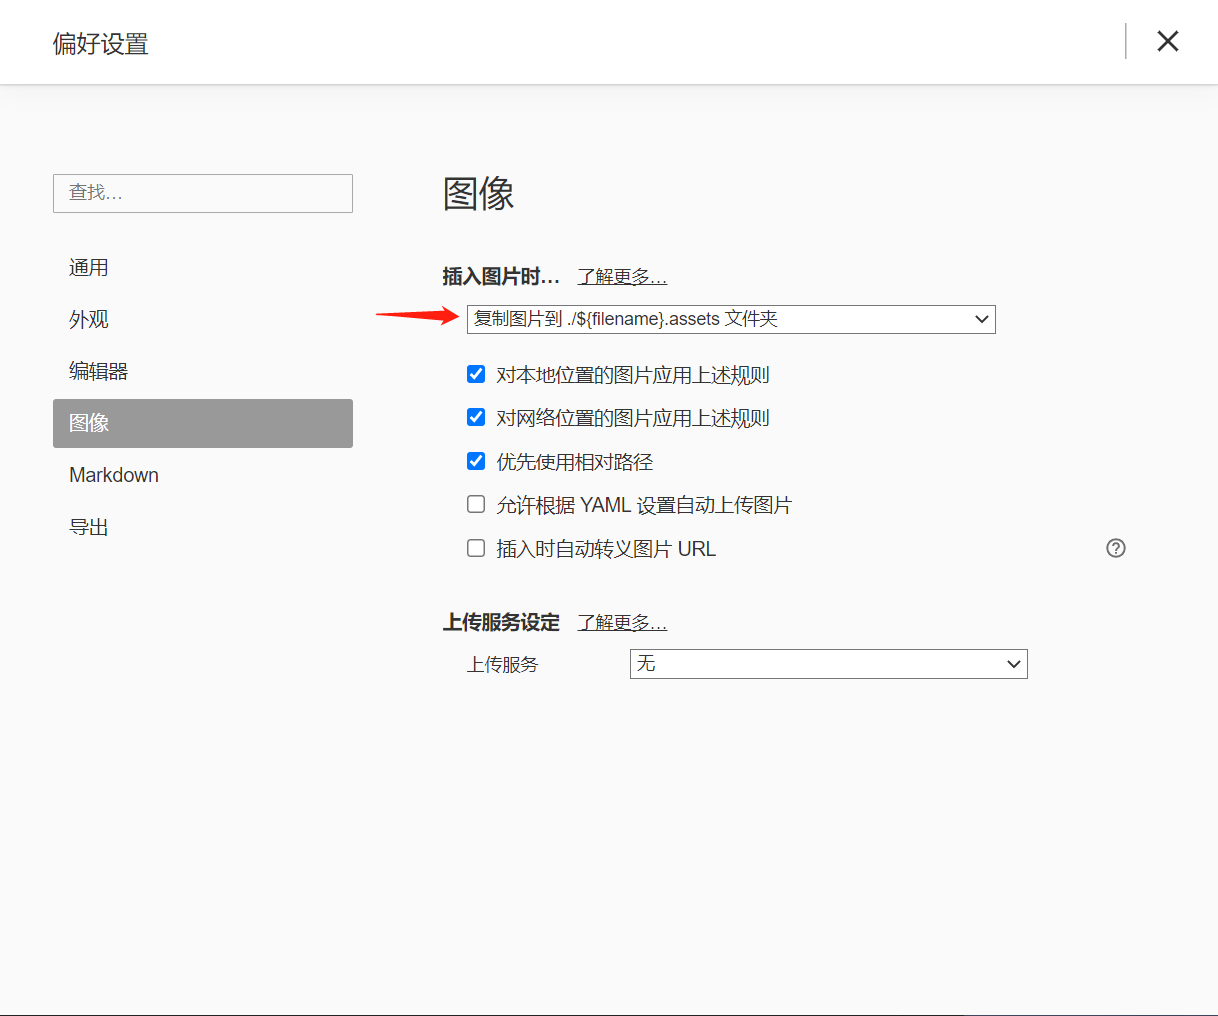 偏好设置
查找…
通用
外观
编辑器
图像
Markdown
导出
图像
插入图片时… 了解更多…
复制图片到 ./${filename}.assets 文件夹
对本地位置的图片应用上述规则
对网络位置的图片应用上述规则
优先使用相对路径
允许根据 YAML 设置自动上传图片
插入时自动转义图片 URL
上传服务设定 了解更多…
上传服务 无